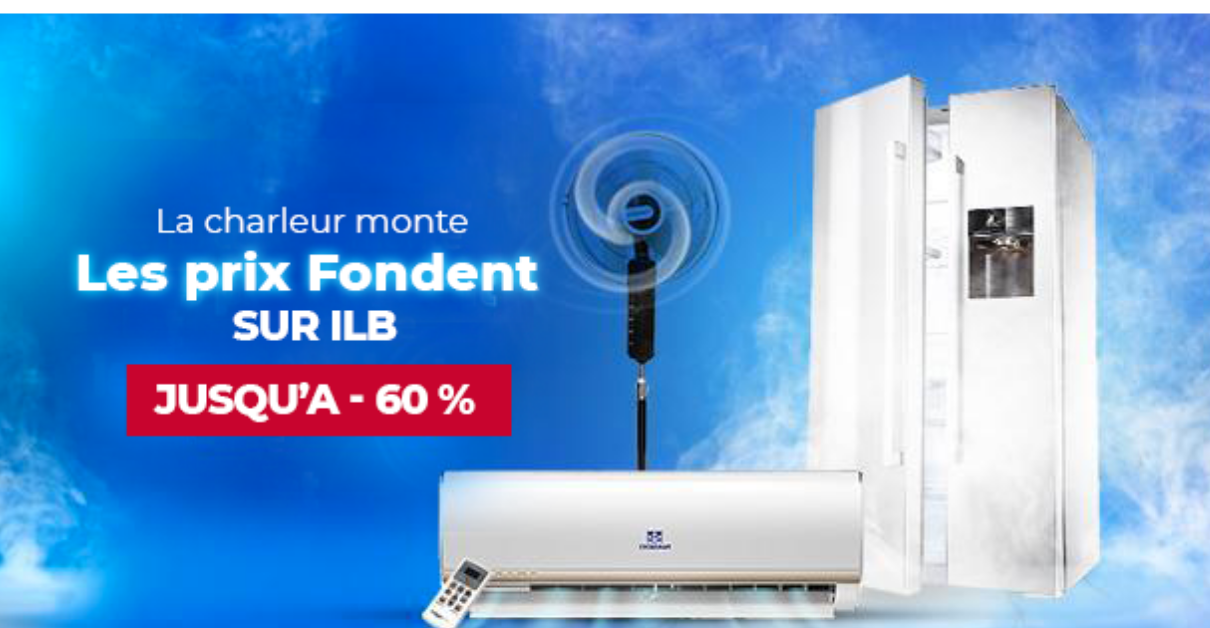 La charleur monte
Les prix Fondent
SUR ILB
JUSQU'A - 60 %